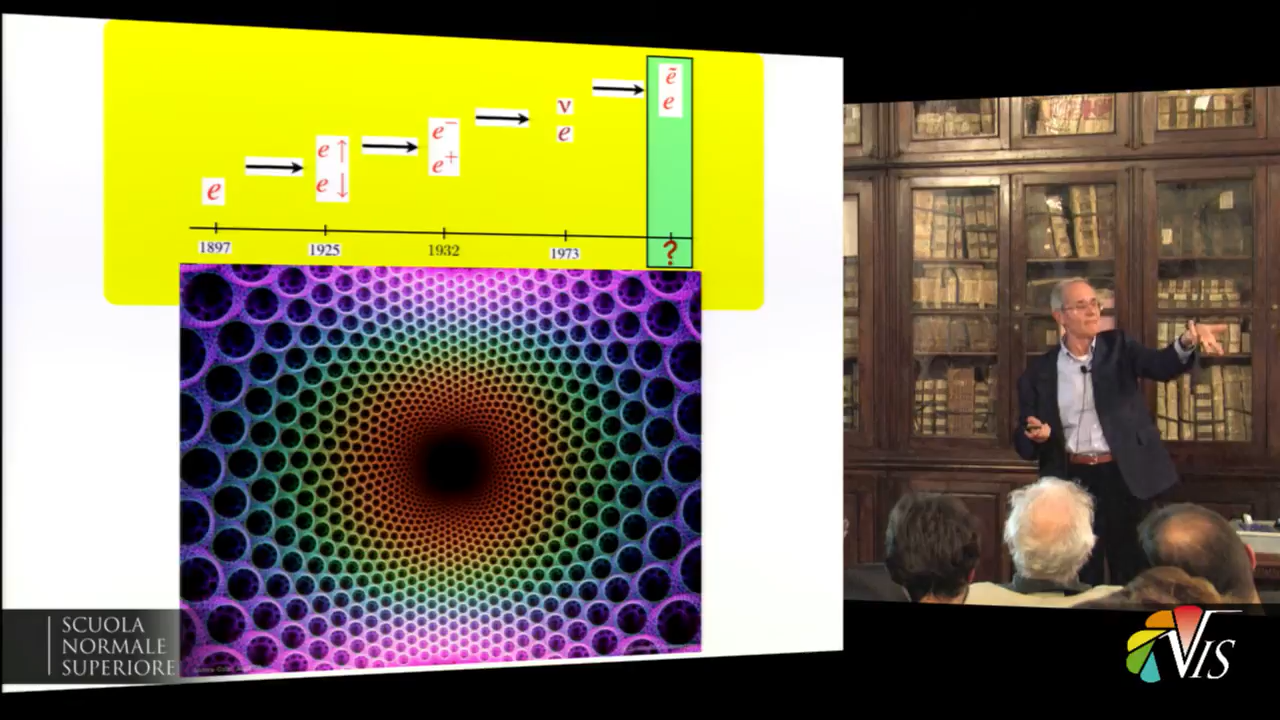 ē
e
ν
e
e⁻
e⁺
e ↑
e ↓
e
1897 1925 1932 1973 ?
SCUOLA
NORMALE
SUPERIORE
VIS